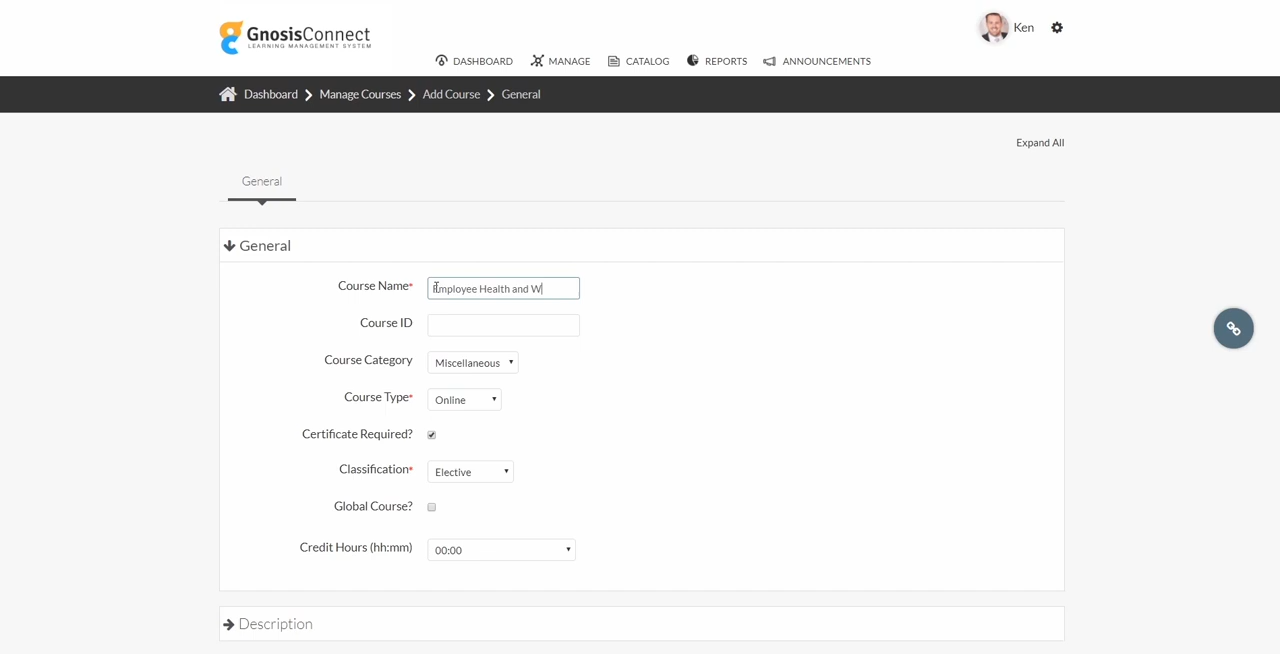 GnosisConnect
LEARNING MANAGEMENT SYSTEM
Ken
DASHBOARD MANAGE CATALOG REPORTS ANNOUNCEMENTS
Dashboard Manage Courses Add Course General
Expand All
General
General
Course Name* Employee Health and W
Course ID
Course Category Miscellaneous
Course Type* Online
Certificate Required?
Classification* Elective
Global Course?
Credit Hours (hh:mm) 00:00
Description